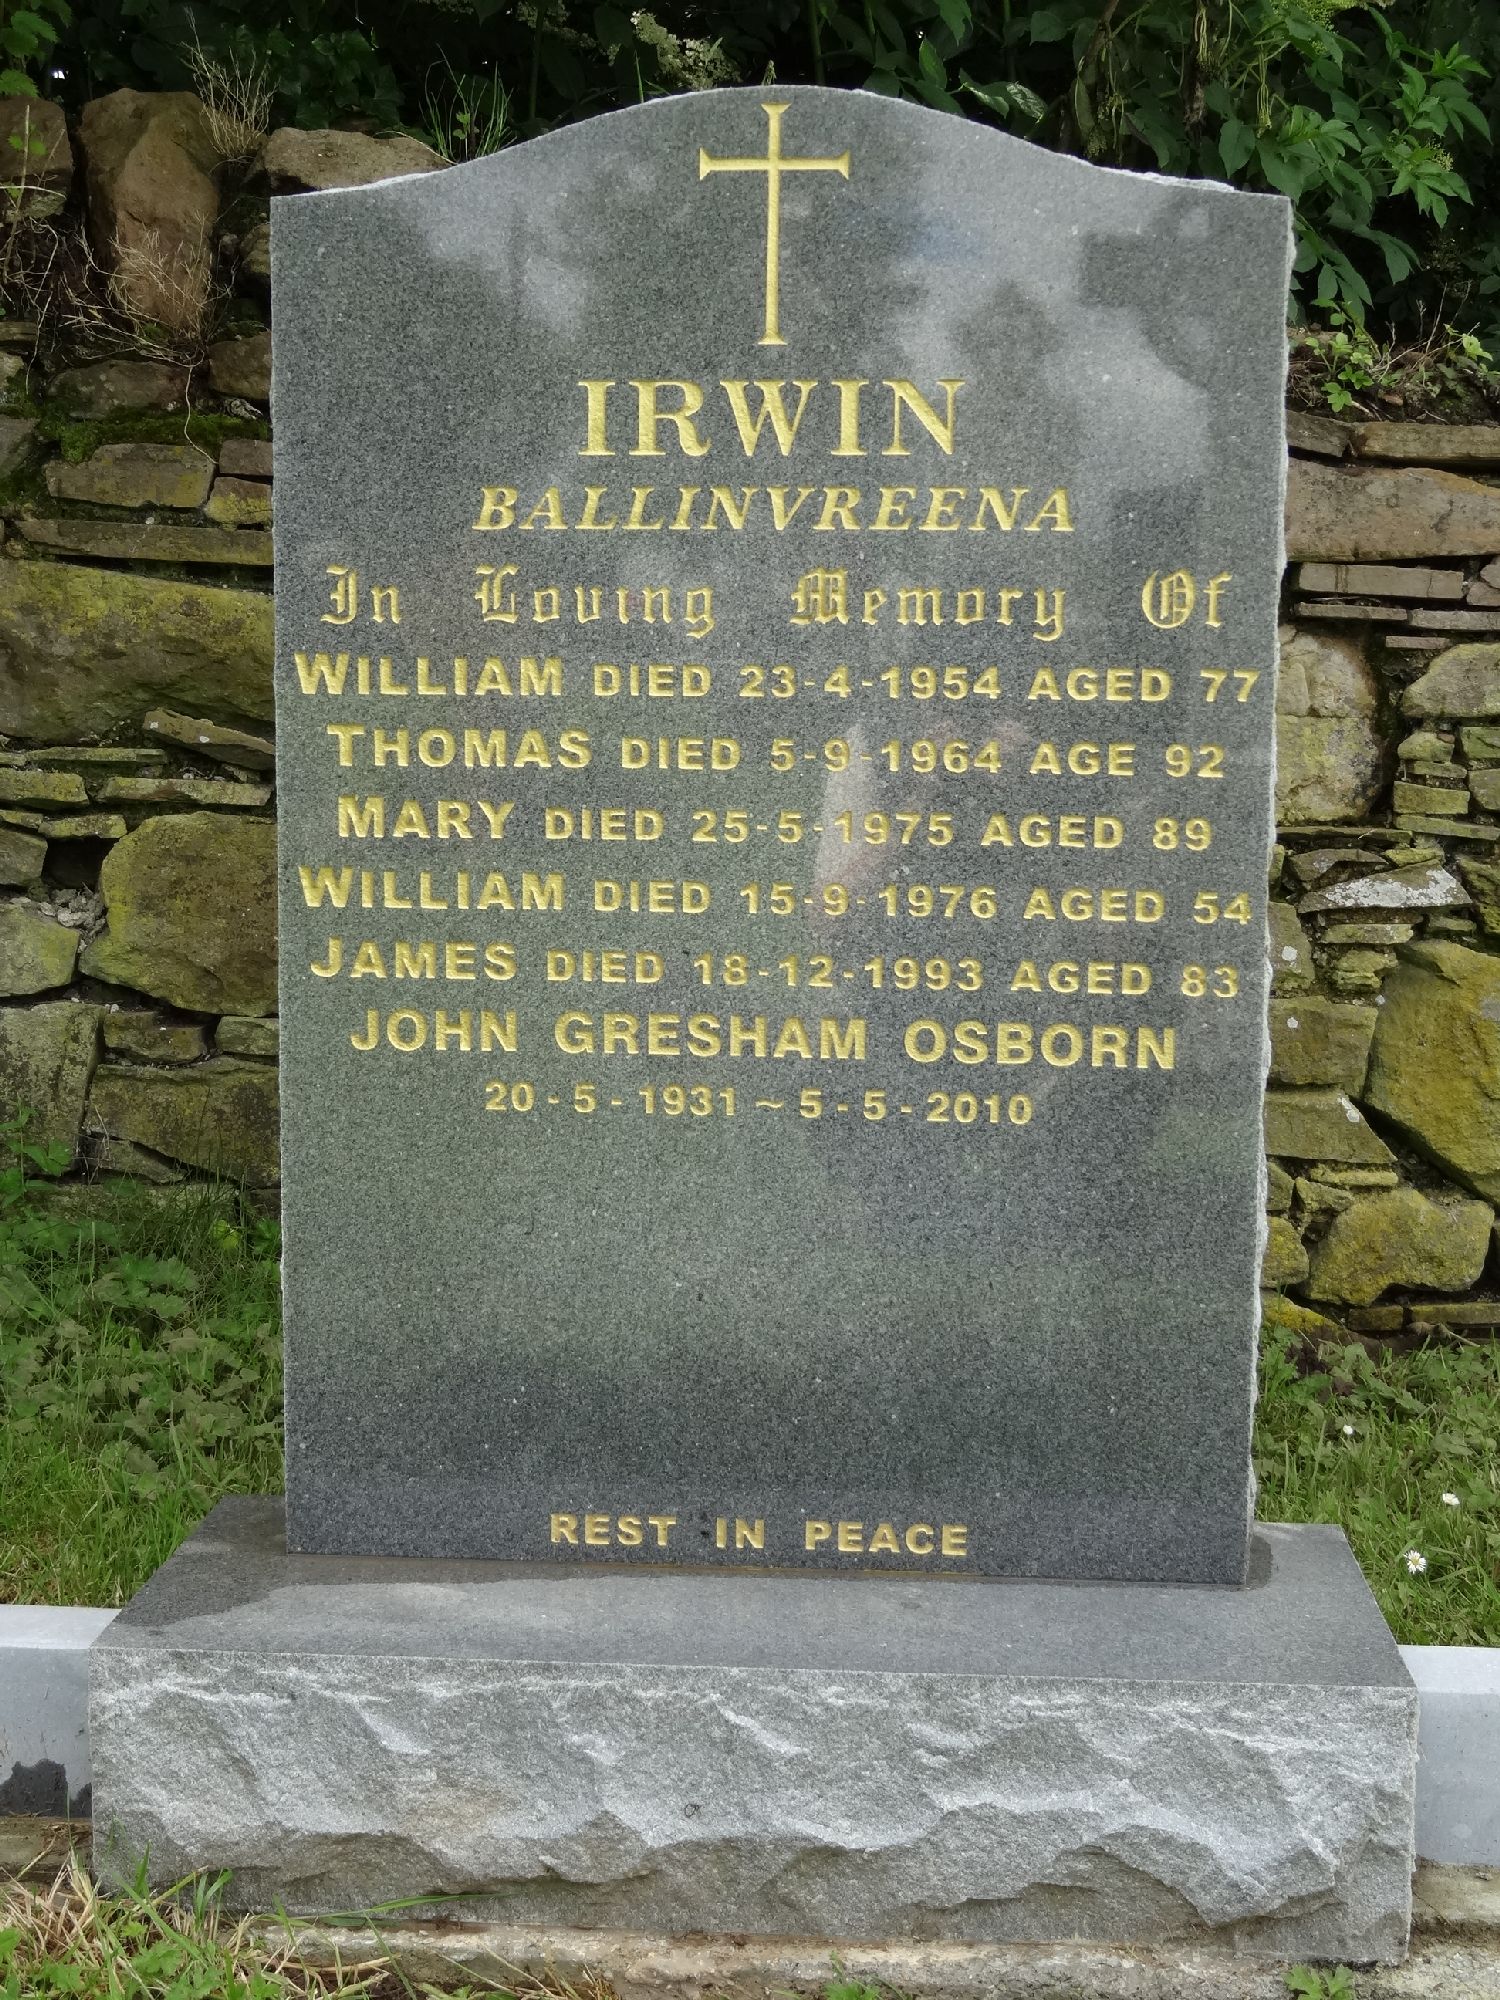 IRWIN
BALLINVREENA
In Loving Memory Of
WILLIAM DIED 23-4-1954 AGED 77
THOMAS DIED 5-9-1964 AGE 92
MARY DIED 25-5-1975 AGED 89
WILLIAM DIED 15-9-1976 AGED 54
JAMES DIED 18-12-1993 AGED 83
JOHN GRESHAM OSBORN
20-5-1931 ~ 5-5-2010
REST IN PEACE